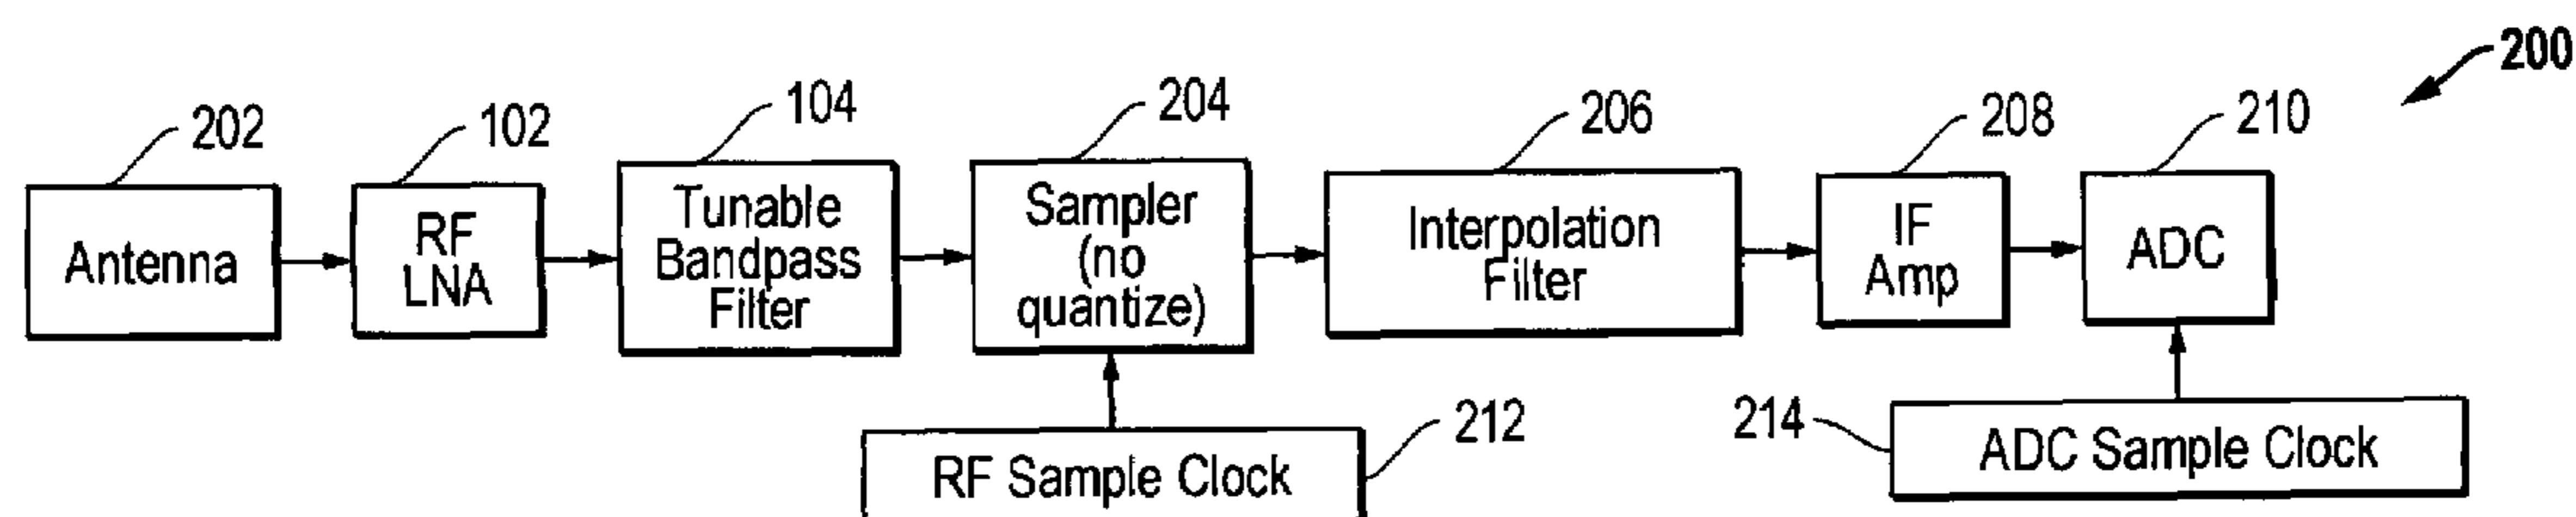 200
202
102
104
204
206
208
210
Antenna
RF
LNA
Tunable
Bandpass
Filter
Sampler
(no
quantize)
Interpolation
Filter
IF
Amp
ADC
RF Sample Clock
212
214
ADC Sample Clock